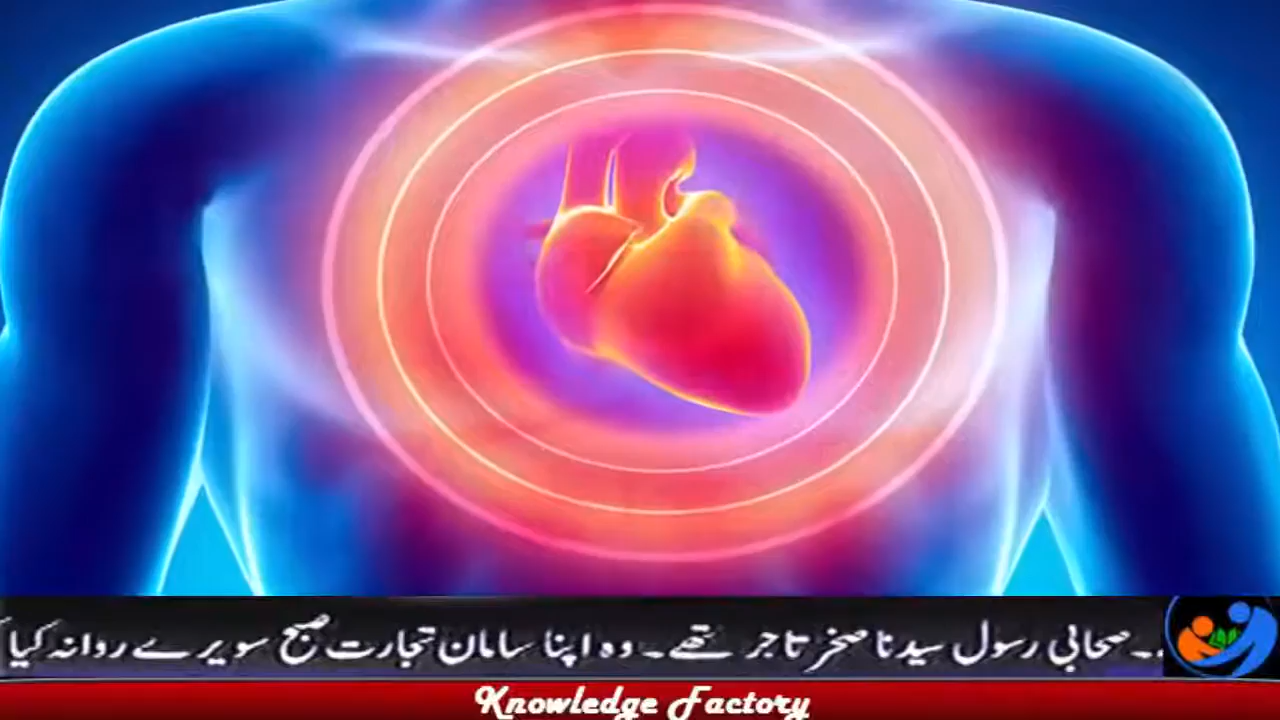 ۔۔صحابی رسول سیدنا صخر تاجر تھے۔ وہ اپنا سامان تجارت صبح سویرے روانہ کیا
Knowledge Factory